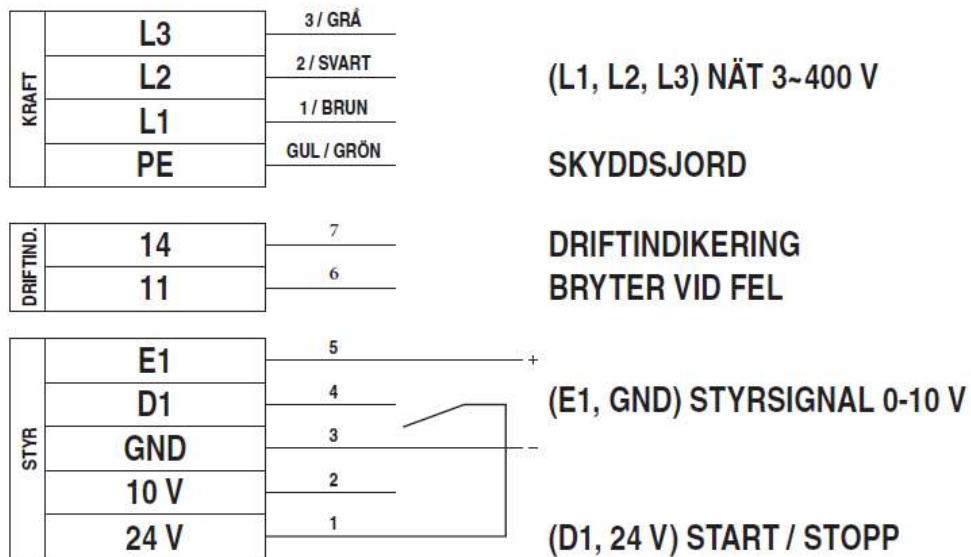 KRAFT
L3 3 / GRÅ
L2 2 / SVART
L1 1 / BRUN
PE GUL / GRÖN
(L1, L2, L3) NÄT 3~400 V
SKYDDSJORD
DRIFTIND.
14 7 DRIFTINDIKERING
11 6 BRYTER VID FEL
STYR
E1 5 +
D1 4
GND 3 -
10 V 2
24 V 1
(E1, GND) STYRSIGNAL 0-10 V
(D1, 24 V) START / STOPP